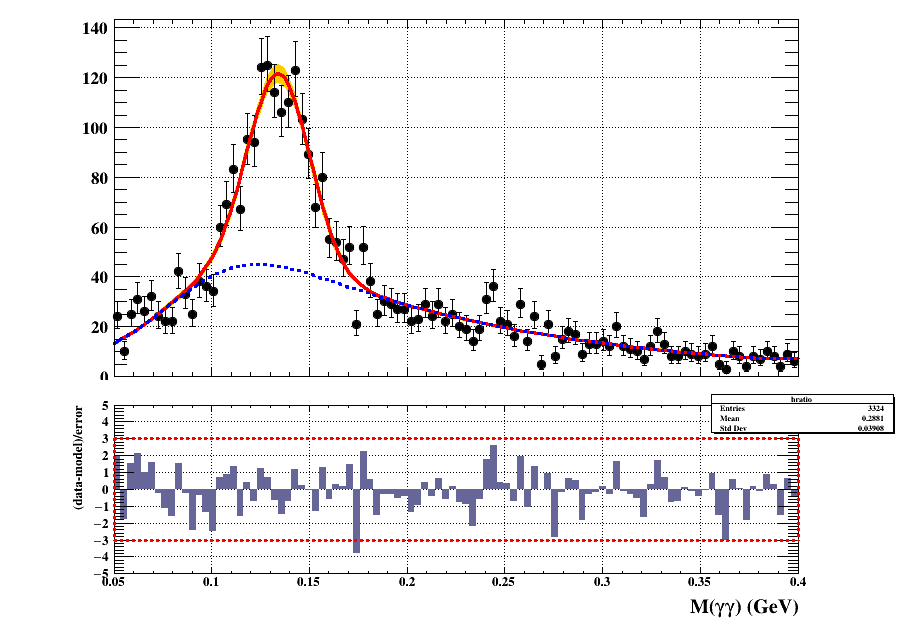 140
120
100
80
60
40
20
0
hratio
Entries 3324
Mean 0.2881
Std Dev 0.03908
(data-model)/error
5
4
3
2
1
0
−1
−2
−3
−4
−5
0.05 0.1 0.15 0.2 0.25 0.3 0.35 0.4
M(γγ) (GeV)